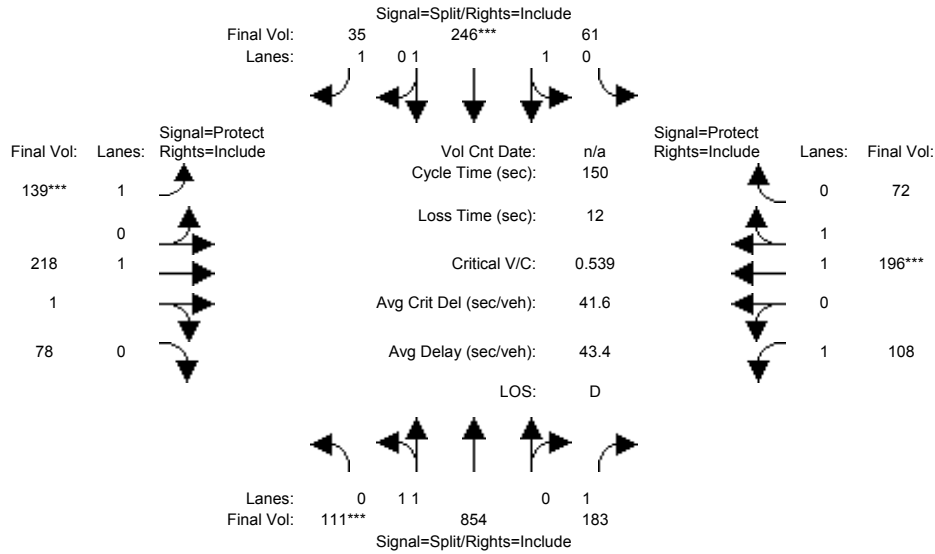 Signal=Split/Rights=Include
Final Vol: 35 246*** 61
Lanes: 1 0 1 1 0
Signal=Protect Signal=Protect
Final Vol: Lanes: Rights=Include Vol Cnt Date: n/a Rights=Include Lanes: Final Vol:
Cycle Time (sec): 150
139*** 1 0 72
Loss Time (sec): 12
0 1
218 1 Critical V/C: 0.539 1 196***
1 Avg Crit Del (sec/veh): 41.6 0
78 0 Avg Delay (sec/veh): 43.4 1 108
LOS: D
Lanes: 0 1 1 0 1
Final Vol: 111*** 854 183
Signal=Split/Rights=Include